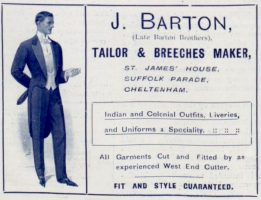 J. BARTON,
(Late Barton Brothers),
TAILOR & BREECHES MAKER,
ST. JAMES' HOUSE,
SUFFOLK PARADE,
CHELTENHAM.
Indian and Colonial Outfits, Liveries,
and Uniforms a Speciality. :: :: ::
All Garments Cut and Fitted by as
experienced West End Cutter.
FIT AND STYLE GUARANTEED.